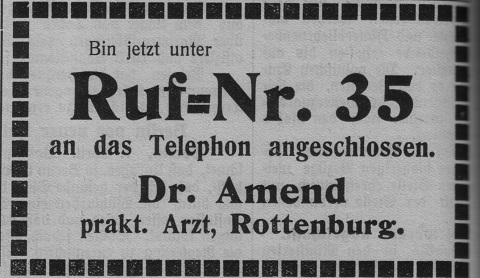 Bin jetzt unter
Ruf=Nr. 35
an das Telephon angeschlossen.
Dr. Amend
prakt. Arzt, Rottenburg.